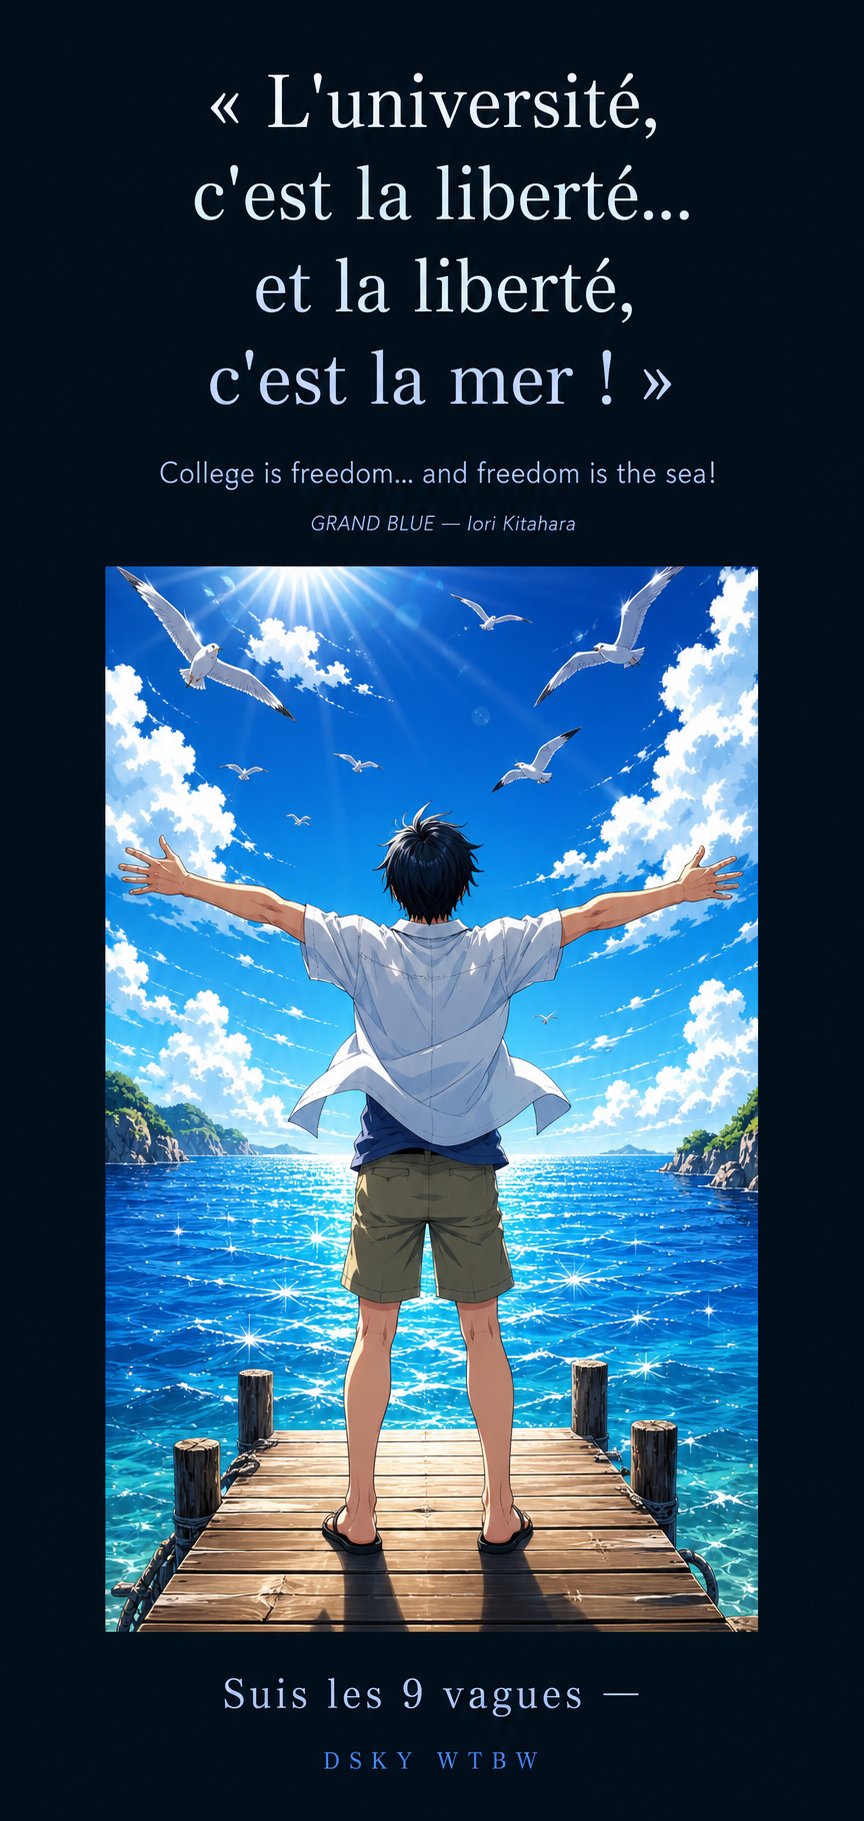 « L'université,
c'est la liberté...
et la liberté,
c'est la mer ! »
College is freedom... and freedom is the sea!
GRAND BLUE — Iori Kitahara
Suis les 9 vagues —
DSKY WTBW